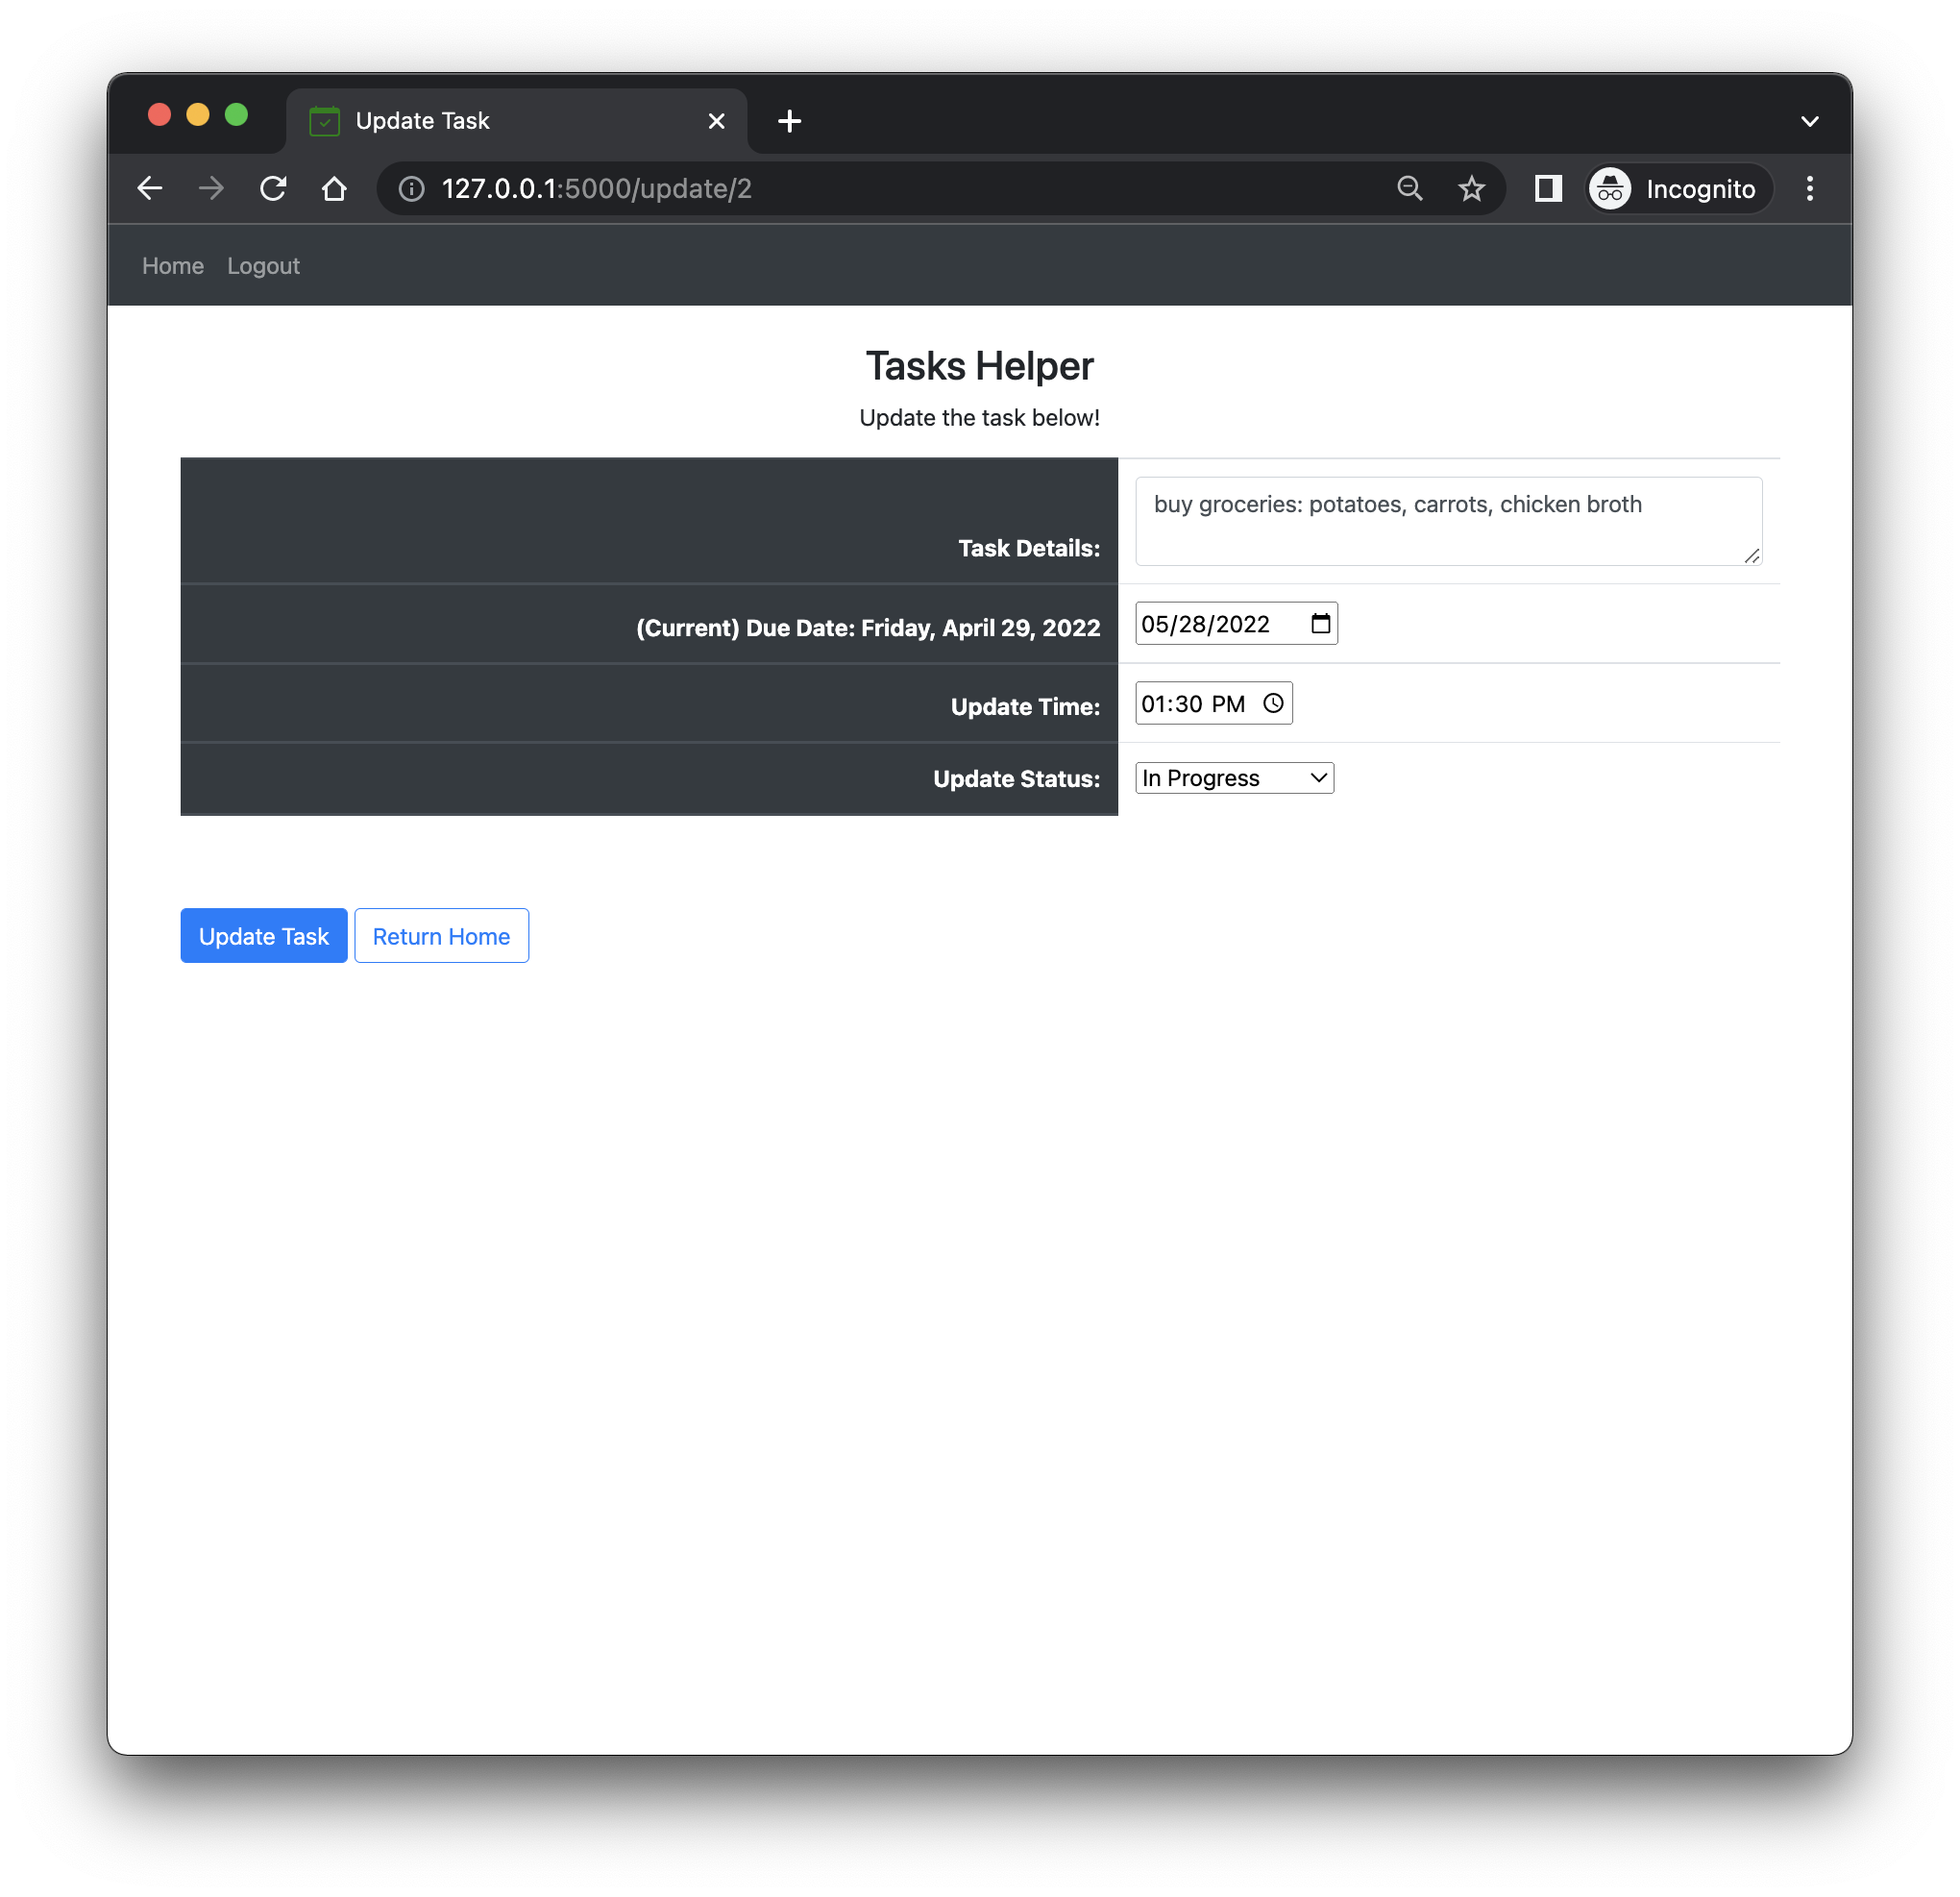 Update Task
127.0.0.1:5000/update/2
Incognito
Home Logout
Tasks Helper
Update the task below!
Task Details: buy groceries: potatoes, carrots, chicken broth
(Current) Due Date: Friday, April 29, 2022 05/28/2022
Update Time: 01:30 PM
Update Status: In Progress
Update Task Return Home